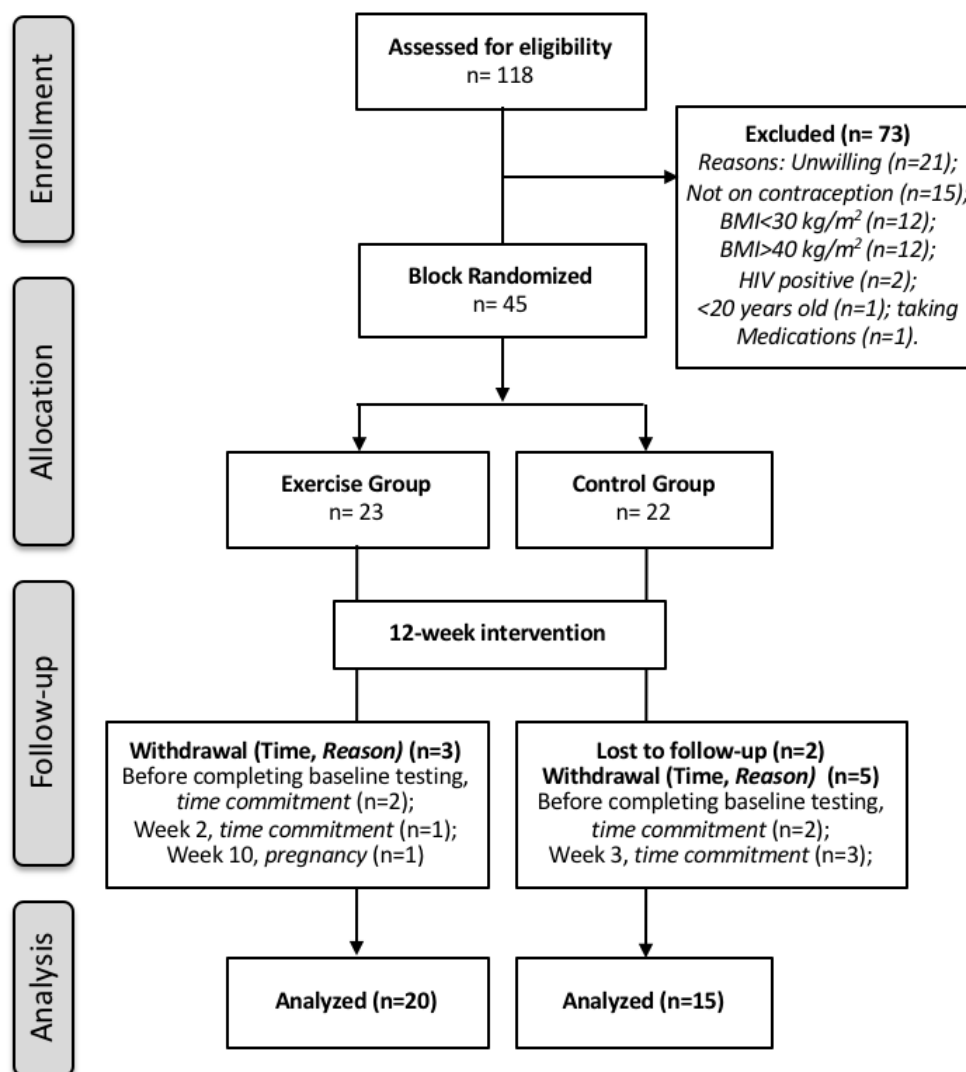 Enrollment
Assessed for eligibility
n= 118
Excluded (n= 73)
Reasons: Unwilling (n=21);
Not on contraception (n=15);
BMI<30 kg/m² (n=12);
BMI>40 kg/m² (n=12);
HIV positive (n=2);
<20 years old (n=1); taking
Medications (n=1).
Block Randomized
n= 45
Allocation
Exercise Group
n= 23
Control Group
n= 22
Follow-up
12-week intervention
Withdrawal (Time, Reason) (n=3)
Before completing baseline testing,
time commitment (n=2);
Week 2, time commitment (n=1);
Week 10, pregnancy (n=1)
Lost to follow-up (n=2)
Withdrawal (Time, Reason) (n=5)
Before completing baseline testing,
time commitment (n=2);
Week 3, time commitment (n=3);
Analysis
Analyzed (n=20)
Analyzed (n=15)